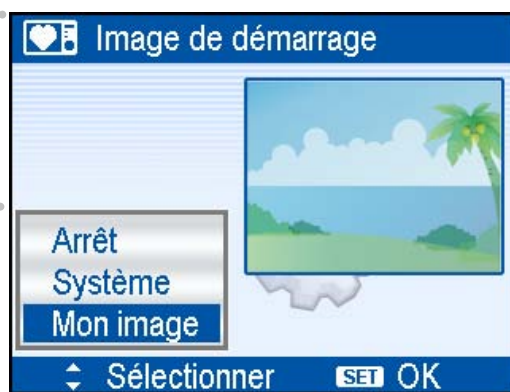 Image de démarrage
Arrêt
Système
Mon image
Sélectionner SET OK